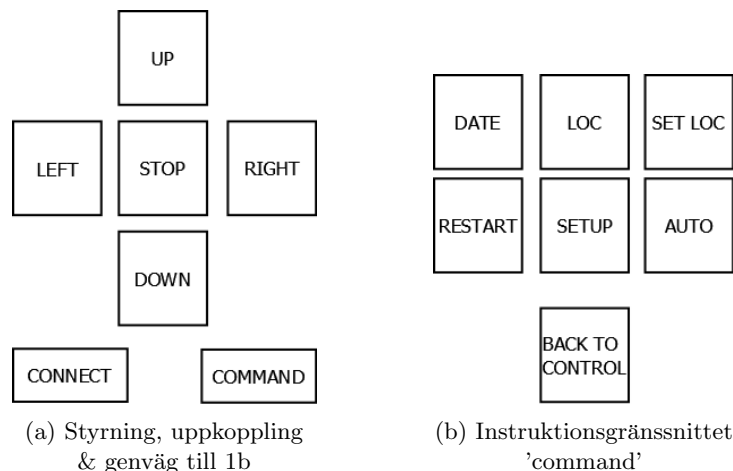 UP
LEFT STOP RIGHT
DOWN
CONNECT COMMAND
(a) Styrning, uppkoppling
& genväg till 1b
DATE LOC SET LOC
RESTART SETUP AUTO
BACK TO
CONTROL
(b) Instruktionsgränssnittet
’command’